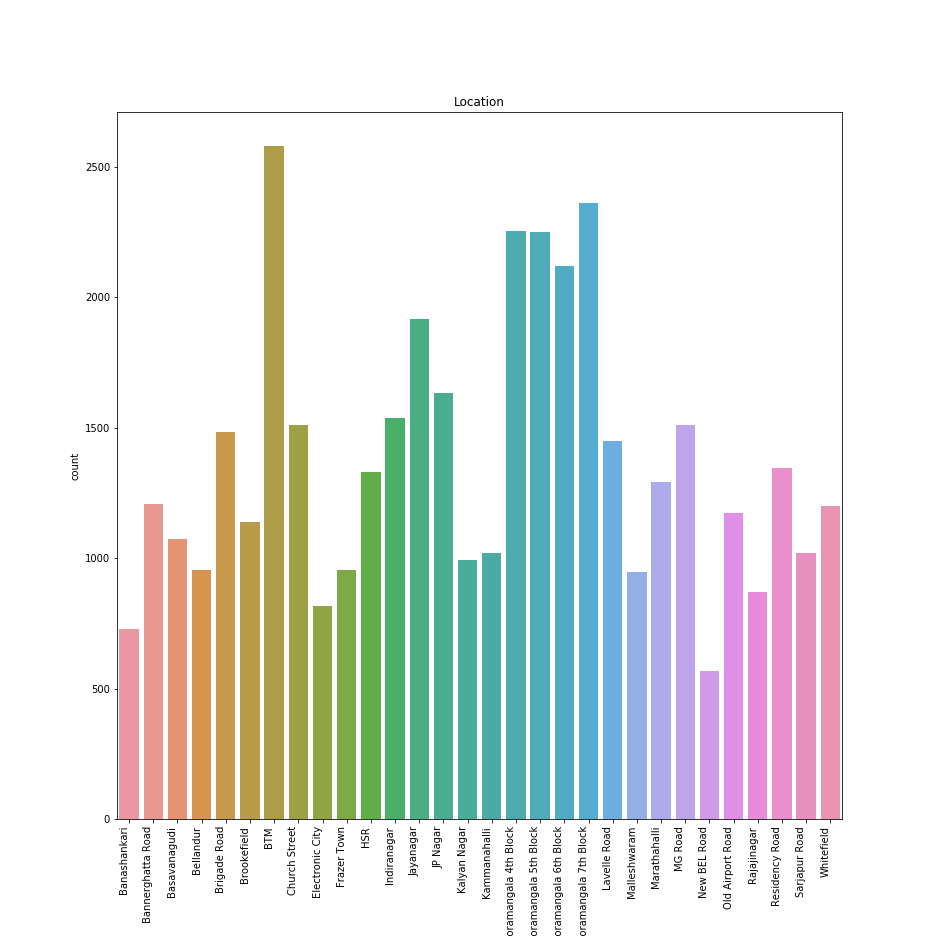 Location
2500
2000
1500
1000
500
0
count
Banashankari
Bannerghatta Road
Basavanagudi
Bellandur
Brigade Road
Brookefield
BTM
Church Street
Electronic City
Frazer Town
HSR
Indiranagar
Jayanagar
JP Nagar
Kalyan Nagar
Kammanahalli
oramangala 4th Block
oramangala 5th Block
oramangala 6th Block
oramangala 7th Block
Lavelle Road
Malleshwaram
Marathahalli
MG Road
New BEL Road
Old Airport Road
Rajajinagar
Residency Road
Sarjapur Road
Whitefield